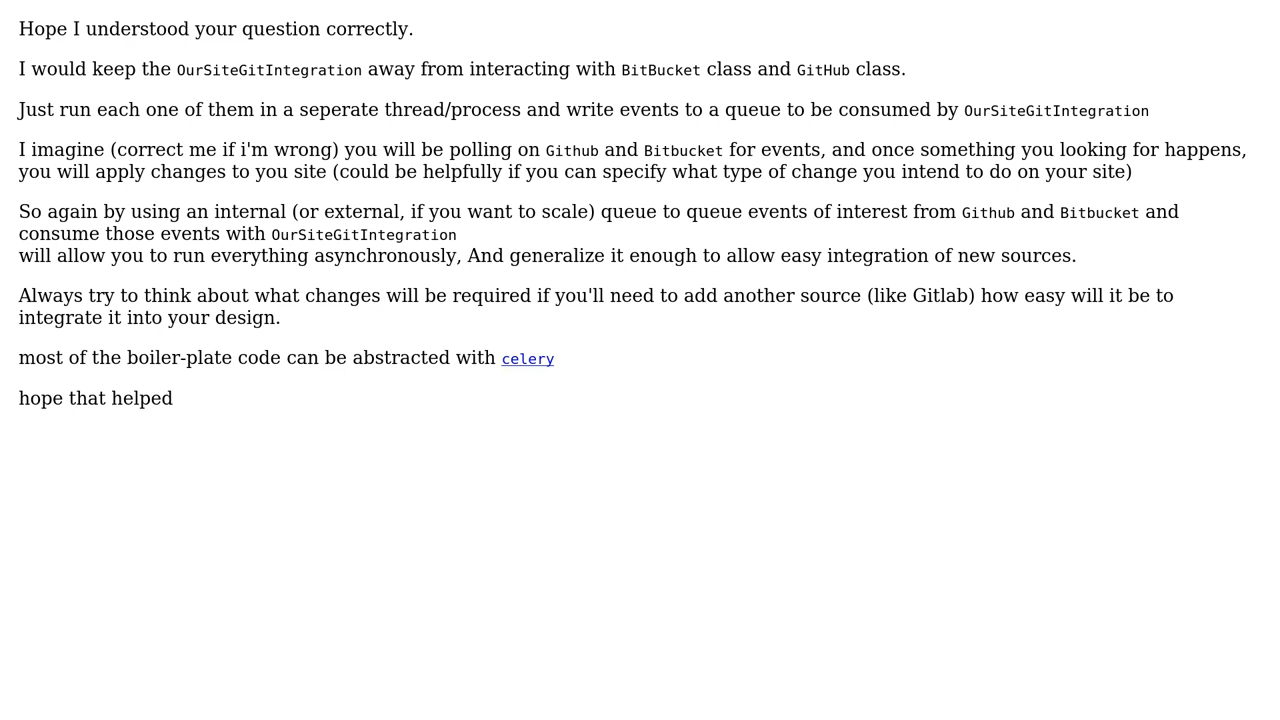 Hope I understood your question correctly.
I would keep the OurSiteGitIntegration away from interacting with BitBucket class and GitHub class.
Just run each one of them in a seperate thread/process and write events to a queue to be consumed by OurSiteGitIntegration
I imagine (correct me if i'm wrong) you will be polling on Github and Bitbucket for events, and once something you looking for happens,
you will apply changes to you site (could be helpfully if you can specify what type of change you intend to do on your site)
So again by using an internal (or external, if you want to scale) queue to queue events of interest from Github and Bitbucket and
consume those events with OurSiteGitIntegration
will allow you to run everything asynchronously, And generalize it enough to allow easy integration of new sources.
Always try to think about what changes will be required if you'll need to add another source (like Gitlab) how easy will it be to
integrate it into your design.
most of the boiler-plate code can be abstracted with celery
hope that helped